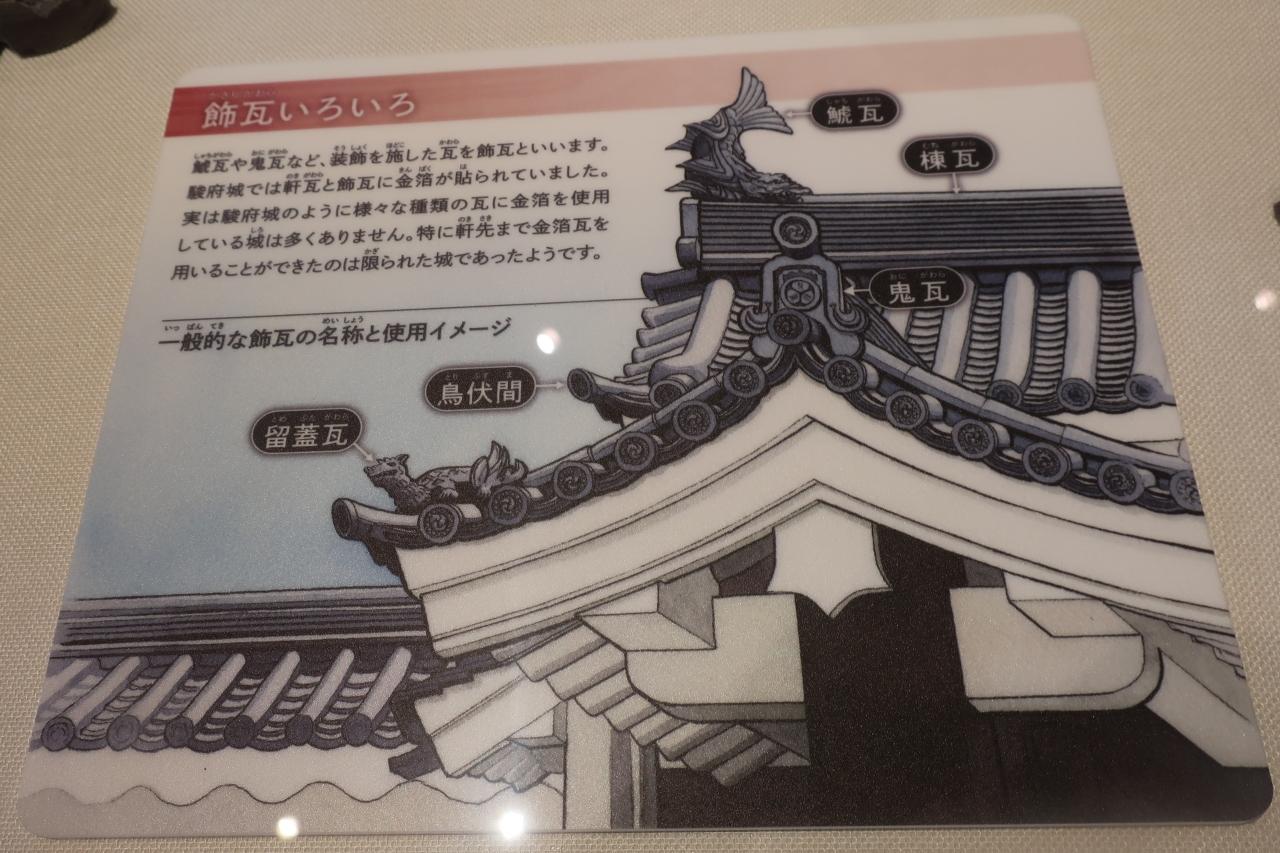 飾瓦いろいろ
鯱瓦や鬼瓦など、装飾を施した瓦を飾瓦といいます。
駿府城では軒瓦と飾瓦に金箔が貼られていました。
実は駿府城のように様々な種類の瓦に金箔を使用
している城は多くありません。特に軒先まで金箔瓦を
用いることができたのは限られた城であったようです。
一般的な飾瓦の名称と使用イメージ
鯱瓦
棟瓦
鬼瓦
鳥伏間
留蓋瓦